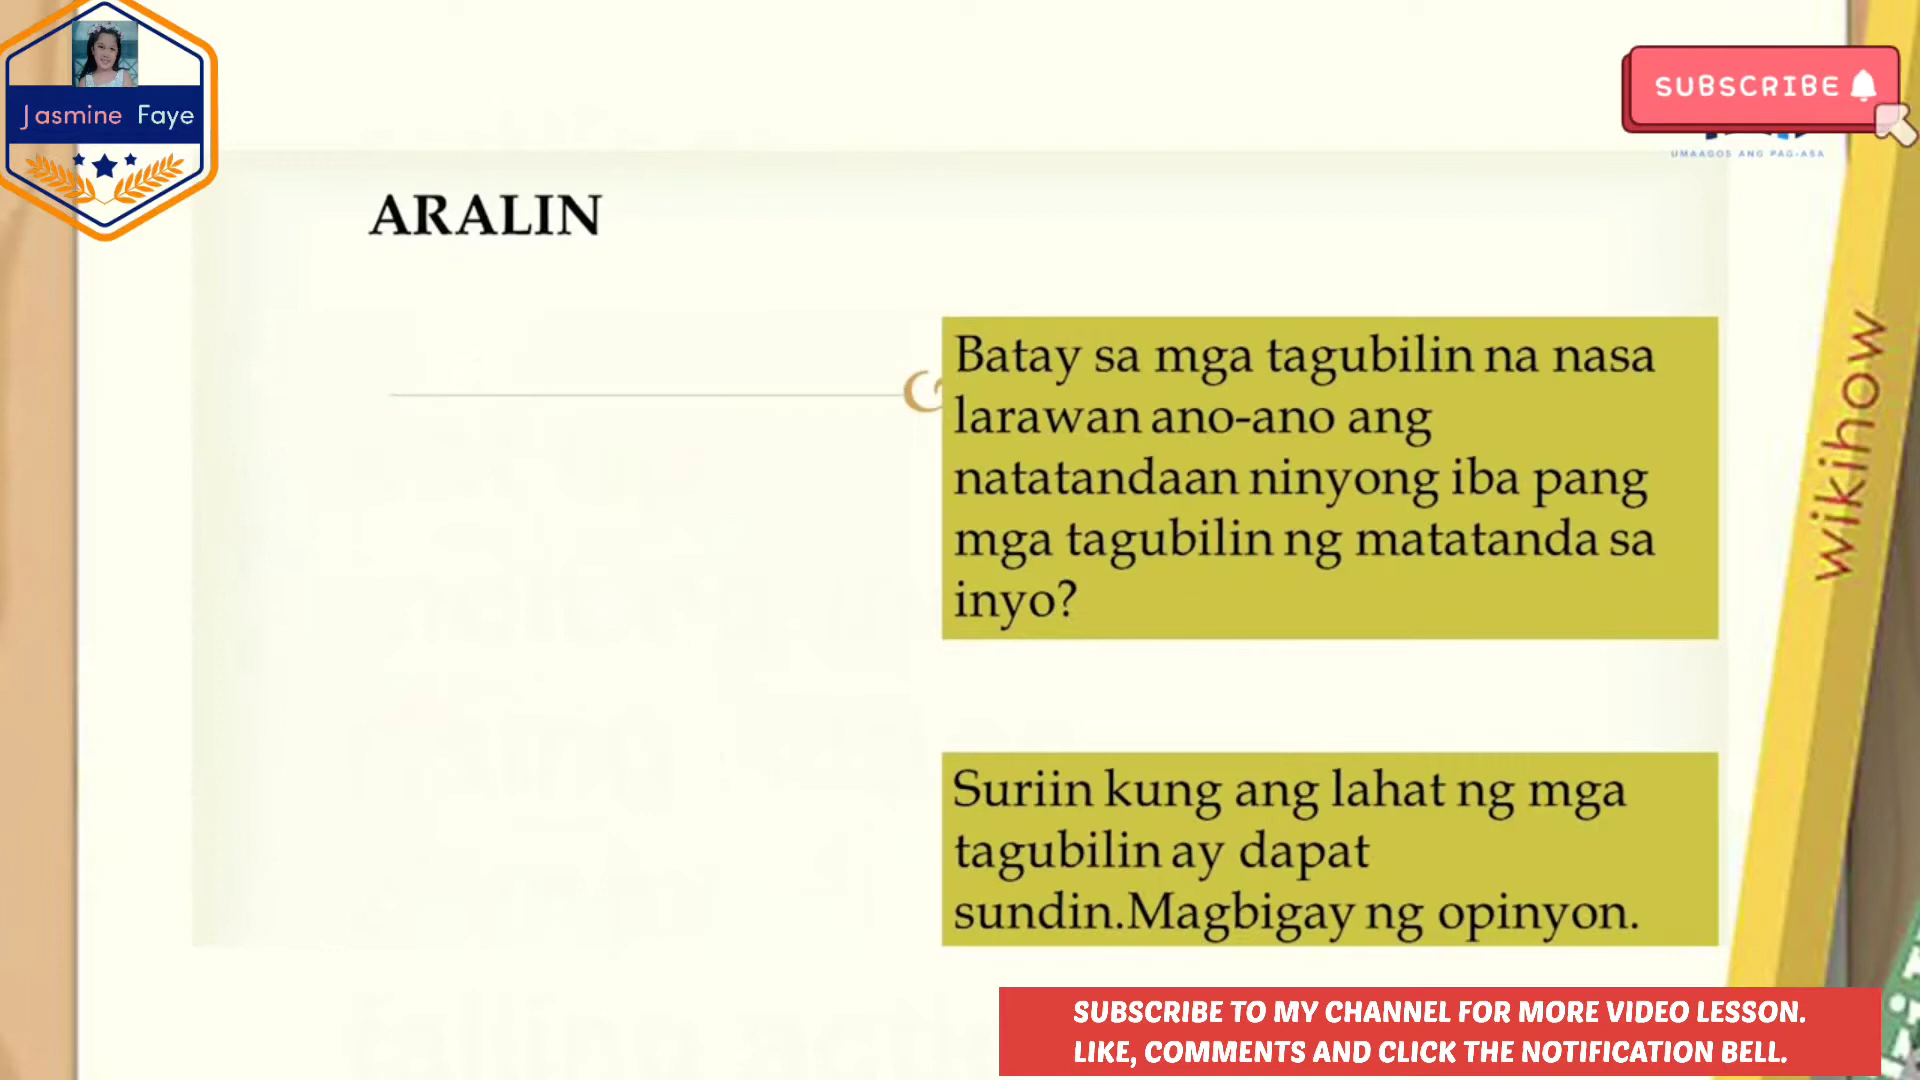 Jasmine Faye
SUBSCRIBE
UMAAGOS ANG PAG-ASA
ARALIN
Batay sa mga tagubilin na nasa
larawan ano-ano ang
natatandaan ninyong iba pang
mga tagubilin ng matatanda sa
inyo?
wikihow
Suriin kung ang lahat ng mga
tagubilin ay dapat
sundin.Magbigay ng opinyon.
SUBSCRIBE TO MY CHANNEL FOR MORE VIDEO LESSON.
LIKE, COMMENTS AND CLICK THE NOTIFICATION BELL.